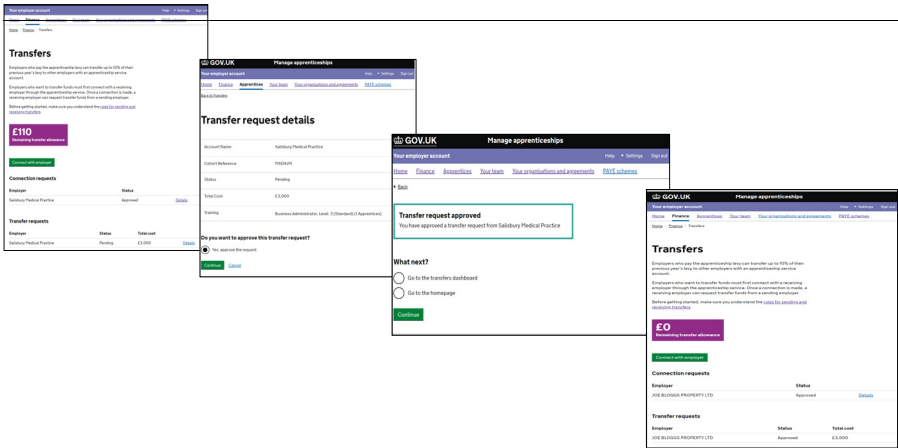 Your employer account
Help
Settings
Sign out
Home Finance Apprentices Your team Your organisations and agreements PAYE schemes
Home Finance Transfers
Transfers
Employers who pay the apprenticeship levy can transfer up to 10% of their
previous year's levy to other employers with an apprenticeship service
account.
Employers who want to transfer funds must first connect with a receiving
employer through the apprenticeship service. Once a connection is made, a
receiving employer can request transfer funds from a sending employer.
Before getting started, make sure you understand the rules for sending and
receiving transfers.
£110
Remaining transfer allowance
Connect with employer
Connection requests
Employer Status
Salisbury Medical Practice Approved Details
Transfer requests
Employer Status Total cost
Salisbury Medical Practice Pending £3,000 Details
GOV.UK Manage apprenticeships
Your employer account Help Settings Sign out
Home Finance Apprentices Your team Your organisations and agreements PAYE schemes
Back to Transfers
Transfer request details
Account Name Salisbury Medical Practice
Cohort Reference
Status Pending
Total Cost £3,000
Training Business Administrator, Level: 3 (Standard) (1 Apprentices)
Do you want to approve this transfer request?
Yes, approve the request
Continue Cancel
GOV.UK Manage apprenticeships
Your employer account Help Settings Sign out
Home Finance Apprentices Your team Your organisations and agreements PAYE schemes
Back
Transfer request approved
You have approved a transfer request from Salisbury Medical Practice
What next?
Go to the transfers dashboard
Go to the homepage
Continue
GOV.UK Manage apprenticeships
Your employer account Help Settings Sign out
Home Finance Apprentices Your team Your organisations and agreements PAYE schemes
Home Finance Transfers
Transfers
Employers who pay the apprenticeship levy can transfer up to 10% of their
previous year's levy to other employers with an apprenticeship service
account.
Employers who want to transfer funds must first connect with a receiving
employer through the apprenticeship service. Once a connection is made, a
receiving employer can request transfer funds from a sending employer.
Before getting started, make sure you understand the rules for sending and
receiving transfers.
£0
Remaining transfer allowance
Connect with employer
Connection requests
Employer Status
JOE BLOGGS PROPERTY LTD Approved Details
Transfer requests
Employer Status Total cost
JOE BLOGGS PROPERTY LTD Approved £3,000